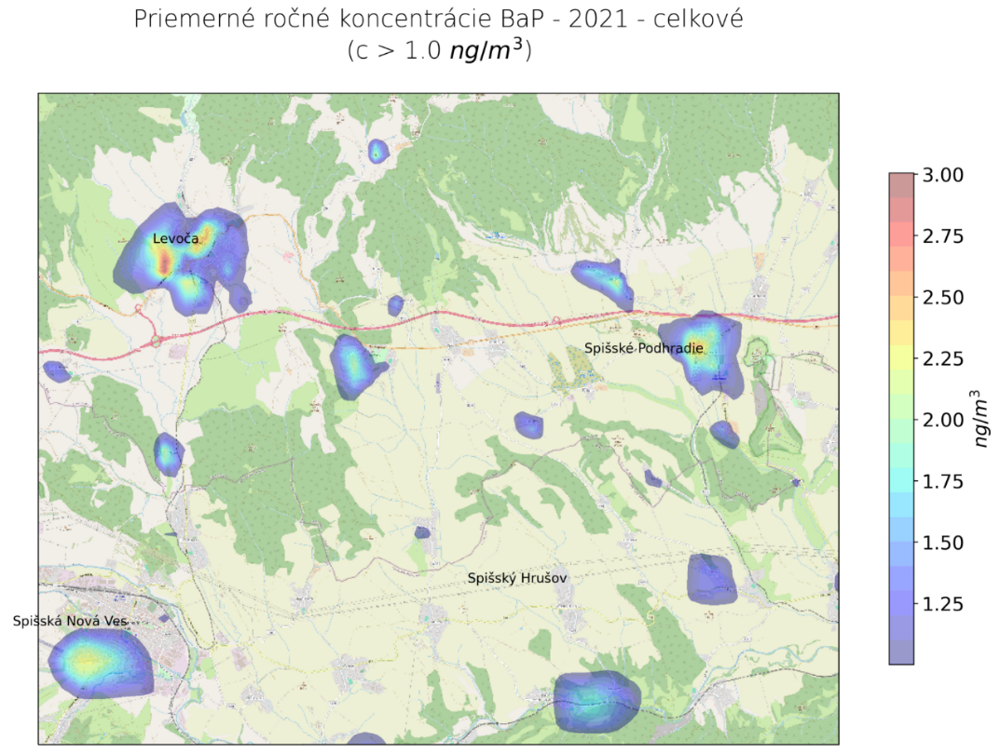 Priemerné ročné koncentrácie BaP - 2021 - celkové
(c > 1.0 ng/m³)
Levoča
Spišské Podhradie
Spišský Hrušov
Spišská Nová Ves
3.00
2.75
2.50
2.25
2.00
1.75
1.50
1.25
ng/m³